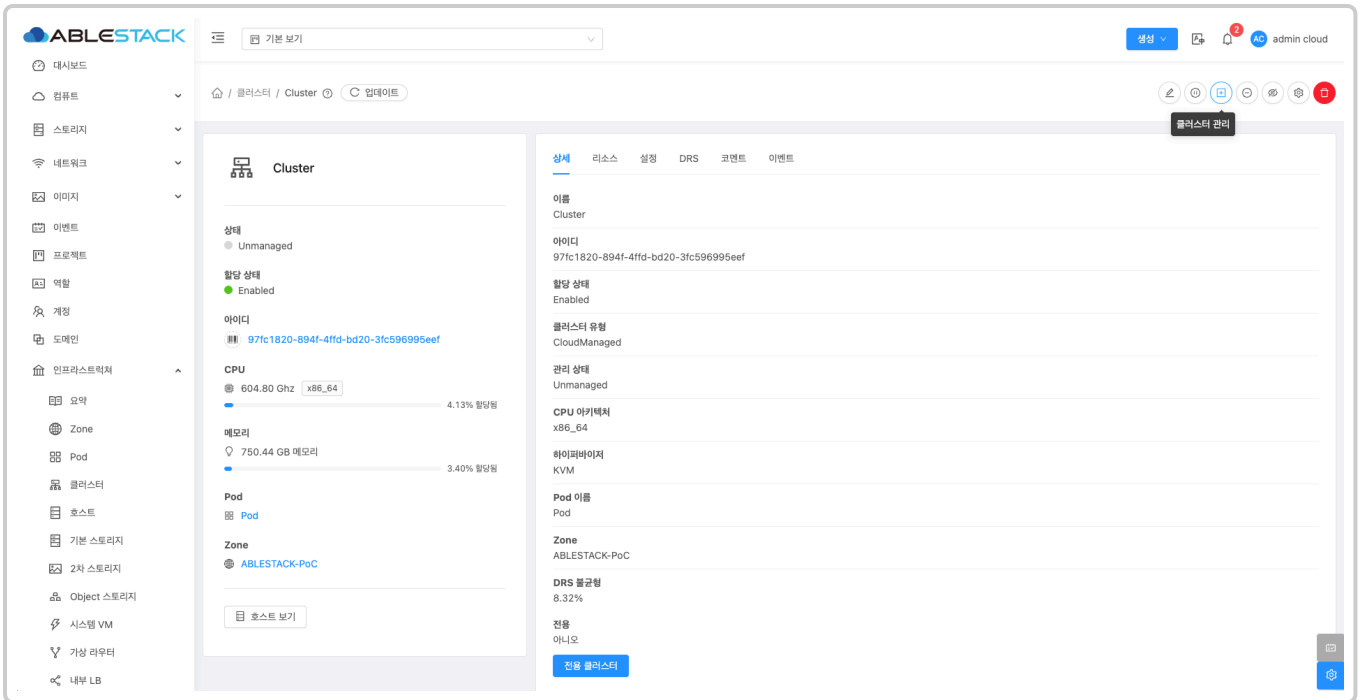 ABLESTACK
기본 보기
생성
2
AC
admin cloud
대시보드
컴퓨트
스토리지
네트워크
이미지
이벤트
프로젝트
역할
계정
도메인
인프라스트럭쳐
요약
Zone
Pod
클러스터
호스트
기본 스토리지
2차 스토리지
Object 스토리지
시스템 VM
가상 라우터
내부 LB
/ 클러스터 / Cluster
업데이트
클러스터 관리
Cluster
상태
Unmanaged
할당 상태
Enabled
아이디
97fc1820-894f-4ffd-bd20-3fc596995eef
CPU
604.80 Ghz x86_64
4.13% 할당됨
메모리
750.44 GB 메모리
3.40% 할당됨
Pod
Pod
Zone
ABLESTACK-PoC
호스트 보기
상세 리소스 설정 DRS 코멘트 이벤트
이름
Cluster
아이디
97fc1820-894f-4ffd-bd20-3fc596995eef
할당 상태
Enabled
클러스터 유형
CloudManaged
관리 상태
Unmanaged
CPU 아키텍처
x86_64
하이퍼바이저
KVM
Pod 이름
Pod
Zone
ABLESTACK-PoC
DRS 불균형
8.32%
전용
아니오
전용 클러스터